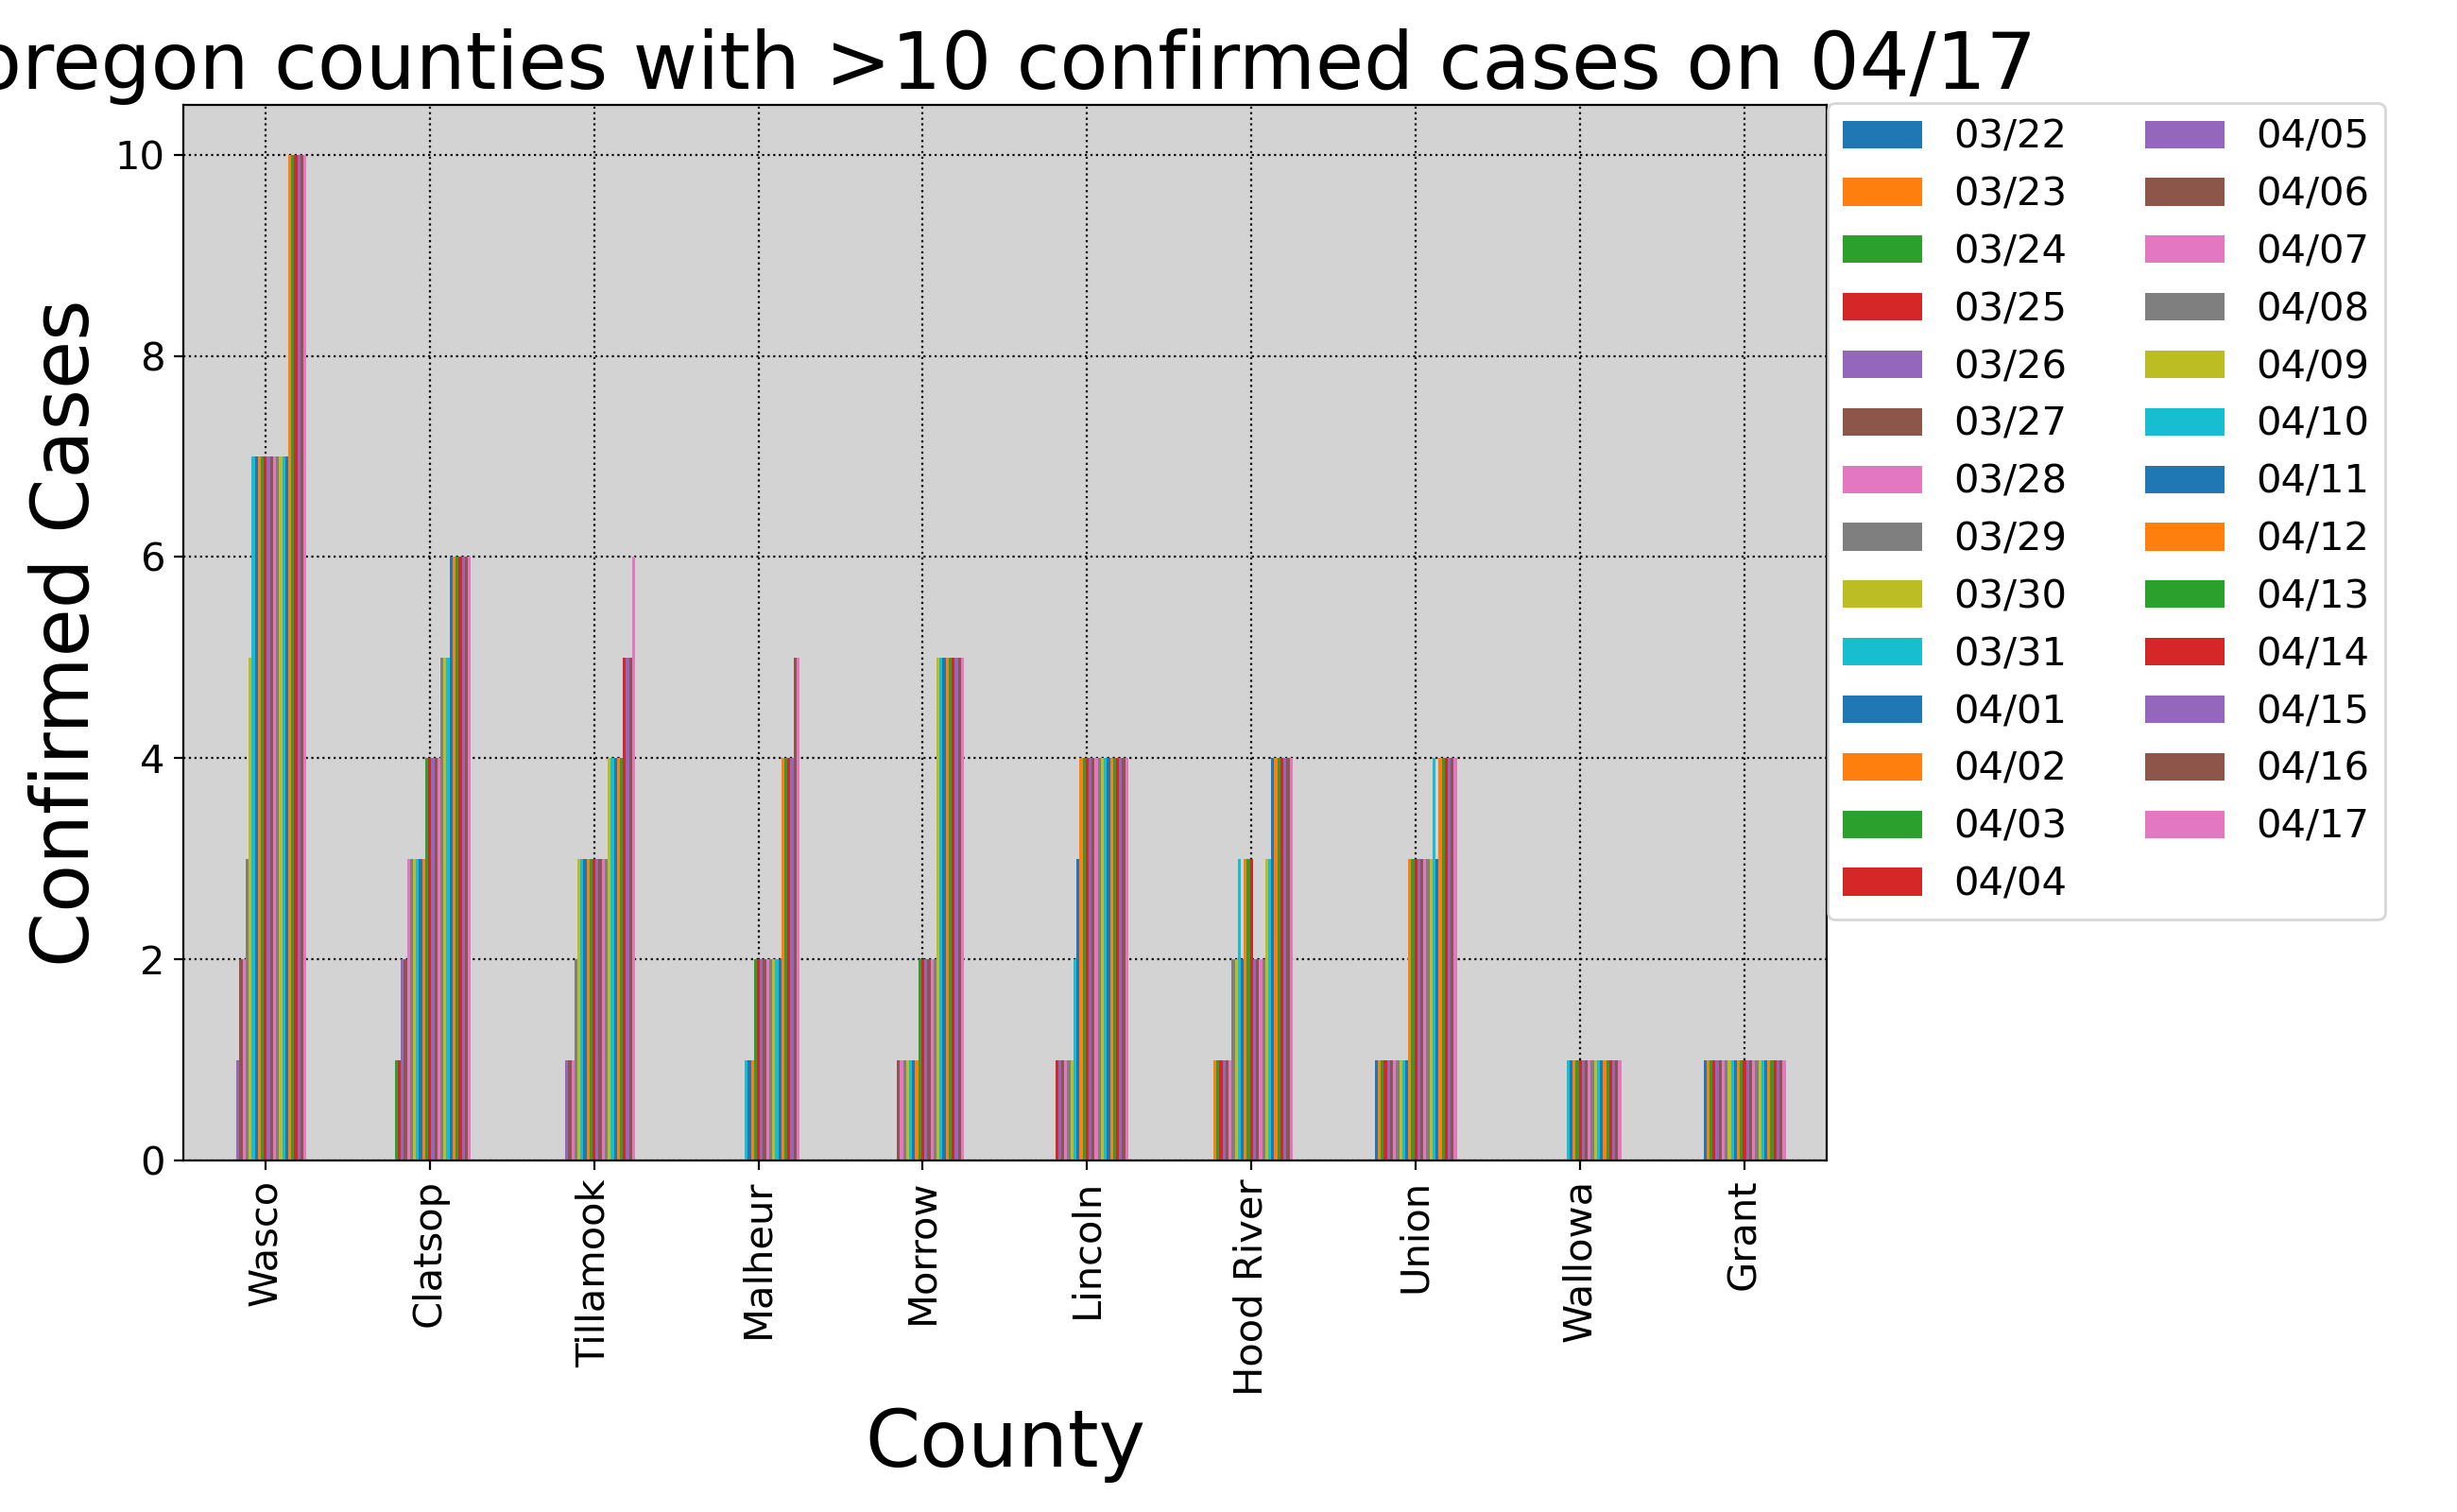 oregon counties with >10 confirmed cases on 04/17
Confirmed Cases
10
8
6
4
2
0
Wasco
Clatsop
Tillamook
Malheur
Morrow
Lincoln
Hood River
Union
Wallowa
Grant
County
03/22
03/23
03/24
03/25
03/26
03/27
03/28
03/29
03/30
03/31
04/01
04/02
04/03
04/04
04/05
04/06
04/07
04/08
04/09
04/10
04/11
04/12
04/13
04/14
04/15
04/16
04/17